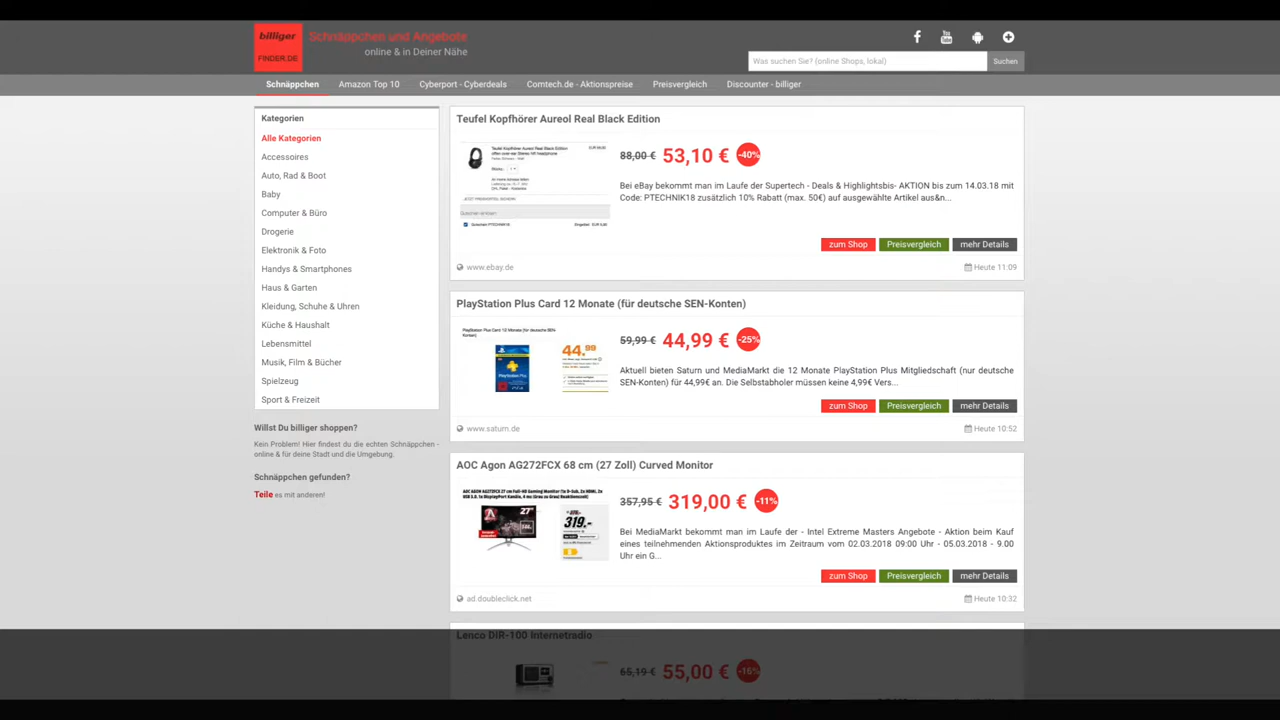 billiger
FINDER.DE
Schnäppchen und Angebote
online & in Deiner Nähe
Was suchen Sie? (online Shops, lokal)
Suchen
Schnäppchen
Amazon Top 10
Cyberport - Cyberdeals
Comtech.de - Aktionspreise
Preisvergleich
Discounter - billiger
Kategorien
Alle Kategorien
Accessoires
Auto, Rad & Boot
Baby
Computer & Büro
Drogerie
Elektronik & Foto
Handys & Smartphones
Haus & Garten
Kleidung, Schuhe & Uhren
Küche & Haushalt
Lebensmittel
Musik, Film & Bücher
Spielzeug
Sport & Freizeit
Willst Du billiger shoppen?
Kein Problem! Hier findest du die echten Schnäppchen -
online & für deine Stadt und die Umgebung.
Schnäppchen gefunden?
Teile es mit anderen!
Teufel Kopfhörer Aureol Real Black Edition
88,00 € 53,10 € -40%
Bei eBay bekommt man im Laufe der Supertech - Deals & Highlightsbis- AKTION bis zum 14.03.18 mit
Code: PTECHNIK18 zusätzlich 10% Rabatt (max. 50€) auf ausgewählte Artikel aus&n...
zum Shop Preisvergleich mehr Details
www.ebay.de Heute 11:09
PlayStation Plus Card 12 Monate (für deutsche SEN-Konten)
PlayStation Plus Card 12 Monate (für deutsche SEN-
Konten)
44.99
59,99 € 44,99 € -25%
Aktuell bieten Saturn und MediaMarkt die 12 Monate PlayStation Plus Mitgliedschaft (nur deutsche
SEN-Konten) für 44,99€ an. Die Selbstabholer müssen keine 4,99€ Vers...
zum Shop Preisvergleich mehr Details
www.saturn.de Heute 10:52
AOC Agon AG272FCX 68 cm (27 Zoll) Curved Monitor
27"
319.-
357,95 € 319,00 € -11%
Bei MediaMarkt bekommt man im Laufe der - Intel Extreme Masters Angebote - Aktion beim Kauf
eines teilnehmenden Aktionsproduktes im Zeitraum vom 02.03.2018 09:00 Uhr - 05.03.2018 - 9.00
Uhr ein G...
zum Shop Preisvergleich mehr Details
ad.doubleclick.net Heute 10:32
Lenco DIR-100 Internetradio
65,19 € 55,00 € -16%